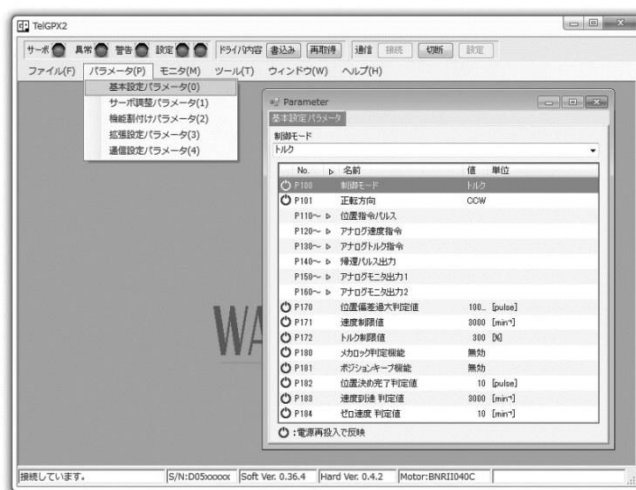 TelGPX2
サーボ 異常 警告 設定 ドライバ内容 書込み 再取得 通信 接続 切断 設定
ファイル(F) パラメータ(P) モニタ(M) ツール(T) ウィンドウ(W) ヘルプ(H)
基本設定パラメータ(0)
サーボ調整パラメータ(1)
機能割付けパラメータ(2)
拡張設定パラメータ(3)
通信設定パラメータ(4)
Parameter
基本設定パラメータ
制御モード
トルク
No. 名前 値 単位
P100 制御モード トルク
P101 正転方向 CCW
P110~ 位置指令パルス
P120~ アナログ速度指令
P130~ アナログトルク指令
P140~ 帰還パルス出力
P150~ アナログモニタ出力1
P160~ アナログモニタ出力2
P170 位置偏差過大判定値 100... [pulse]
P171 速度制限値 3000 [min⁻¹]
P172 トルク制限値 300 [%]
P180 メカロック判定機能 無効
P181 ポジションキープ機能 無効
P182 位置決め完了判定値 10 [pulse]
P183 速度到達 判定値 3000 [min⁻¹]
P184 ゼロ速度 判定値 10 [min⁻¹]
:電源再投入で反映
WA
接続しています。 S/N:D05xxxxx Soft Ver. 0.36.4 Hard Ver. 0.4.2 Motor:BNRII040C